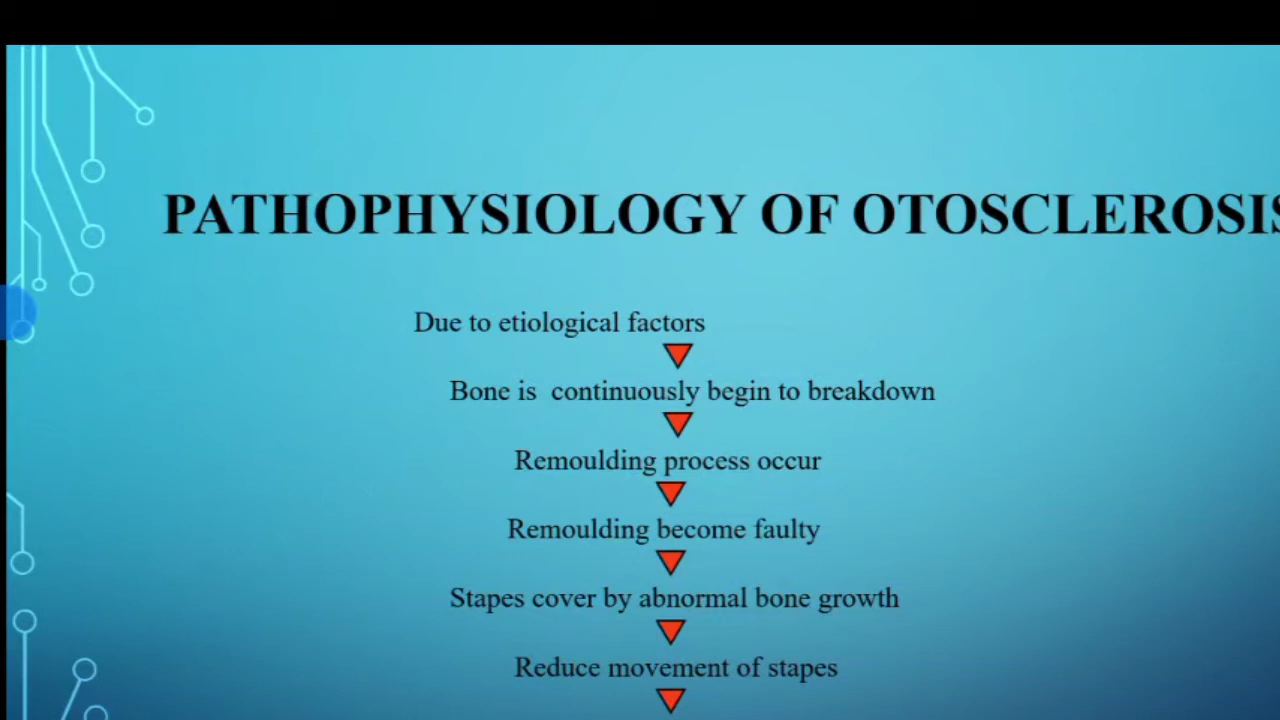 PATHOPHYSIOLOGY OF OTOSCLEROSIS
Due to etiological factors
Bone is continuously begin to breakdown
Remoulding process occur
Remoulding become faulty
Stapes cover by abnormal bone growth
Reduce movement of stapes